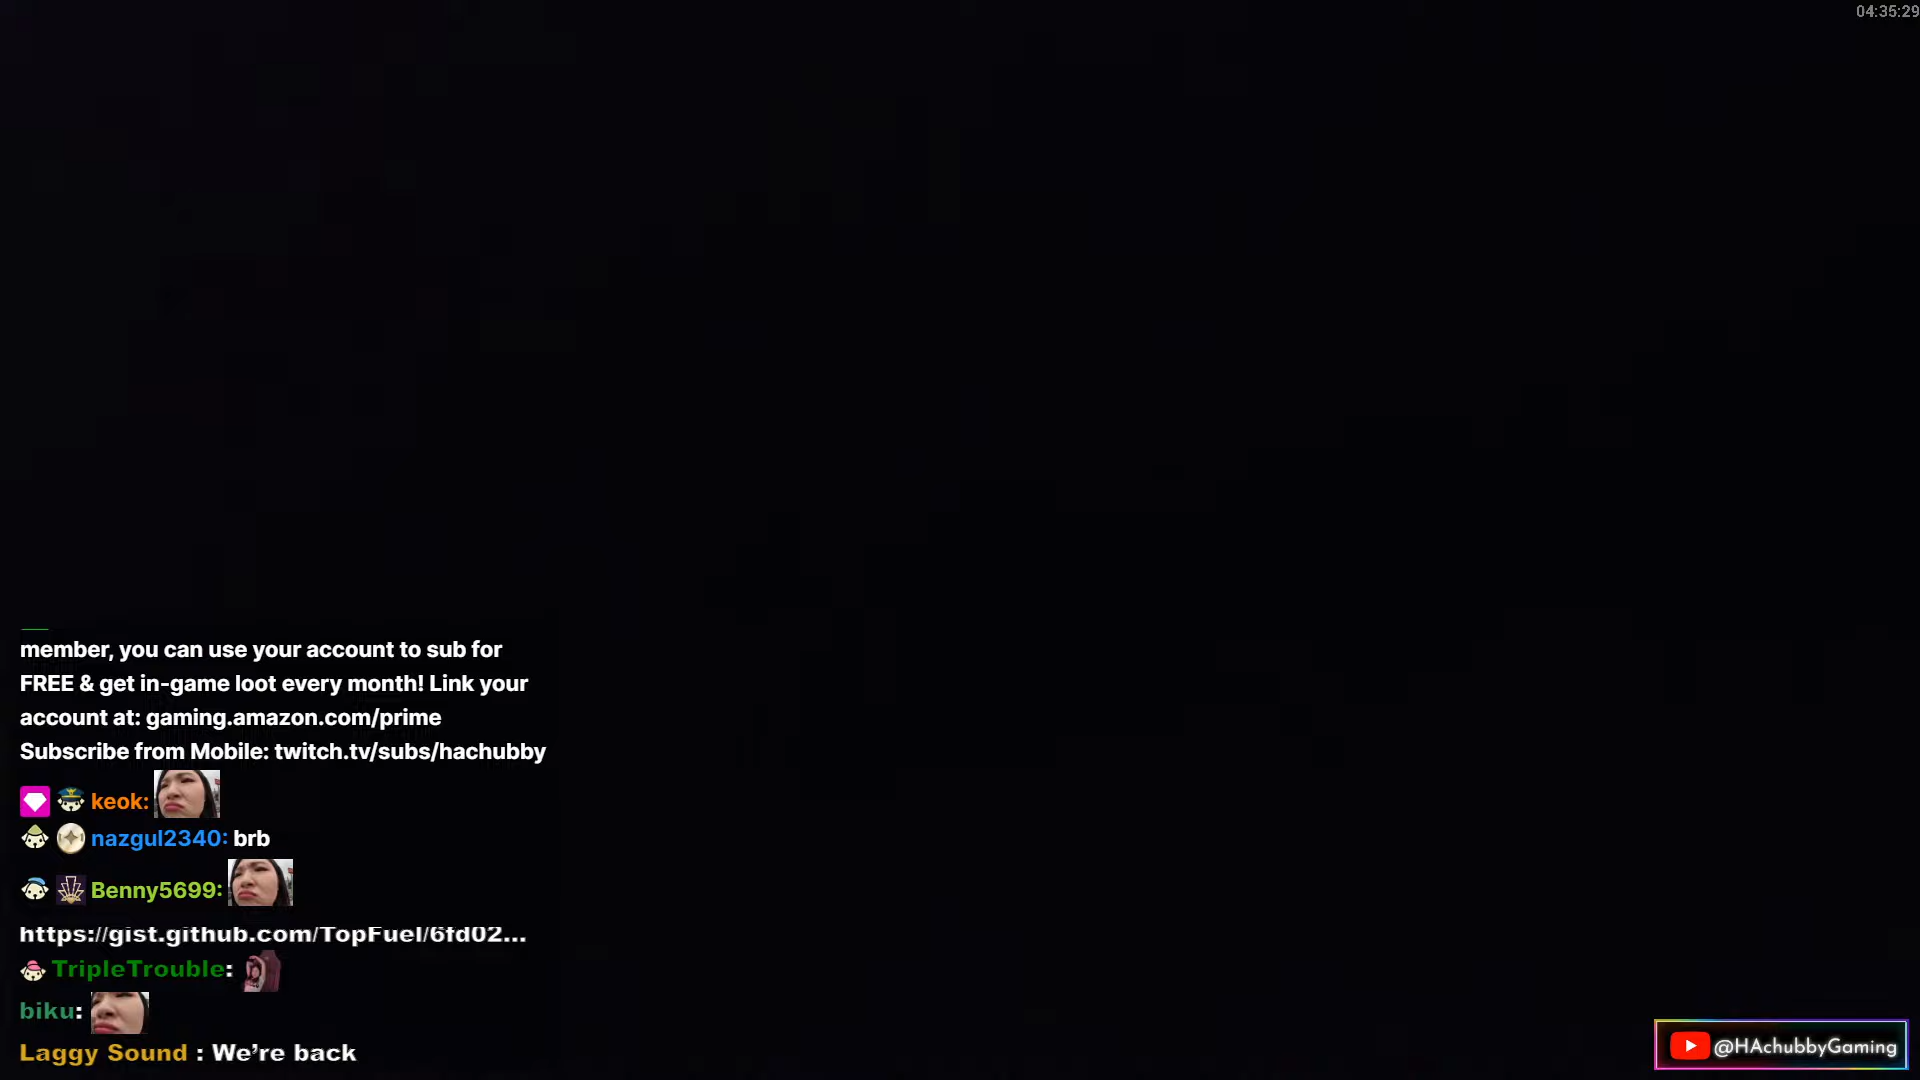 04:35:29
member, you can use your account to sub for
FREE & get in-game loot every month! Link your
account at: gaming.amazon.com/prime
Subscribe from Mobile: twitch.tv/subs/hachubby
keok:
nazgul2340: brb
Benny5699:
https://gist.github.com/TopFuel/6fd02...
TripleTrouble:
biku:
Laggy Sound : We’re back
@HAchubbyGaming